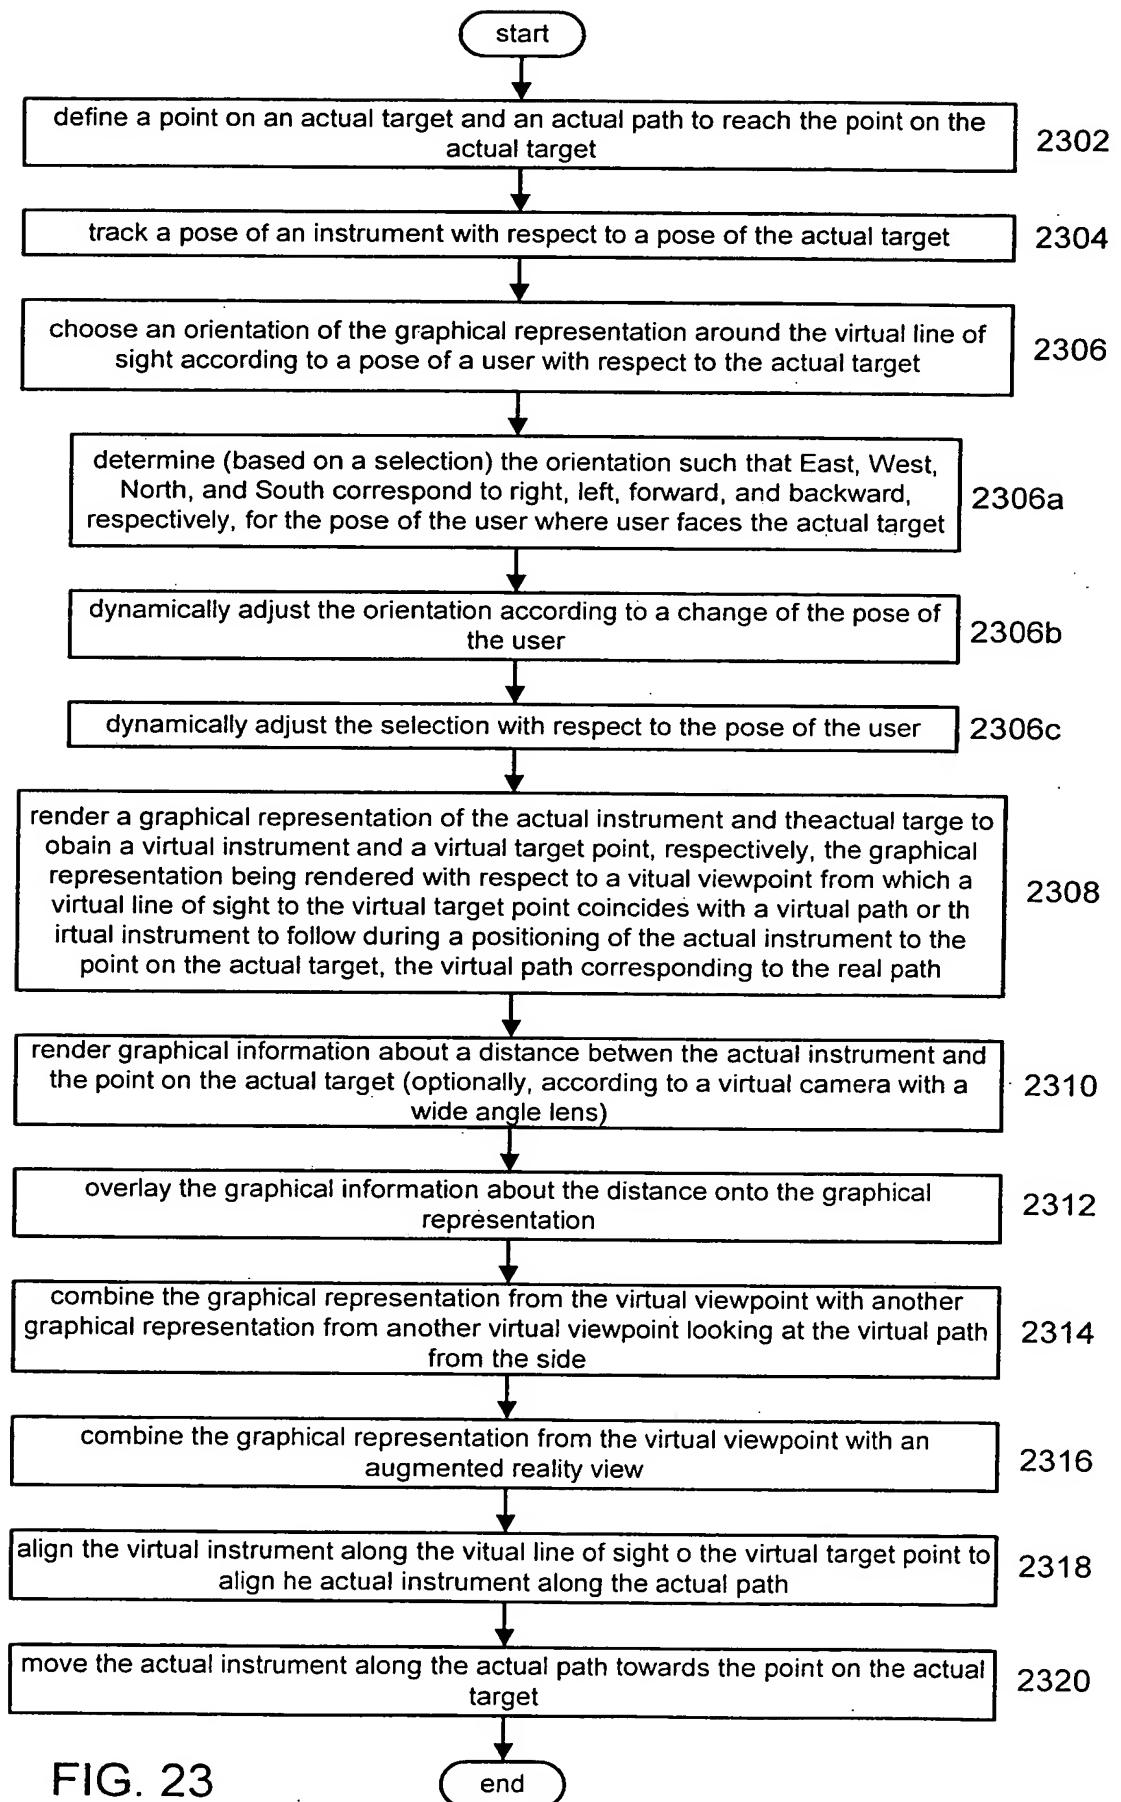 start
define a point on an actual target and an actual path to reach the point on the
actual target
2302
track a pose of an instrument with respect to a pose of the actual target
2304
choose an orientation of the graphical representation around the virtual line of
sight according to a pose of a user with respect to the actual target
2306
determine (based on a selection) the orientation such that East, West,
North, and South correspond to right, left, forward, and backward,
respectively, for the pose of the user where user faces the actual target
2306a
dynamically adjust the orientation according to a change of the pose of
the user
2306b
dynamically adjust the selection with respect to the pose of the user
2306c
render a graphical representation of the actual instrument and theactual targe to
obain a virtual instrument and a virtual target point, respectively, the graphical
representation being rendered with respect to a vitual viewpoint from which a
virtual line of sight to the virtual target point coincides with a virtual path or th
irtual instrument to follow during a positioning of the actual instrument to the
point on the actual target, the virtual path corresponding to the real path
2308
render graphical information about a distance betwen the actual instrument and
the point on the actual target (optionally, according to a virtual camera with a
wide angle lens)
2310
overlay the graphical information about the distance onto the graphical
representation
2312
combine the graphical representation from the virtual viewpoint with another
graphical representation from another virtual viewpoint looking at the virtual path
from the side
2314
combine the graphical representation from the virtual viewpoint with an
augmented reality view
2316
align the virtual instrument along the vitual line of sight o the virtual target point to
align he actual instrument along the actual path
2318
move the actual instrument along the actual path towards the point on the actual
target
2320
end
FIG. 23